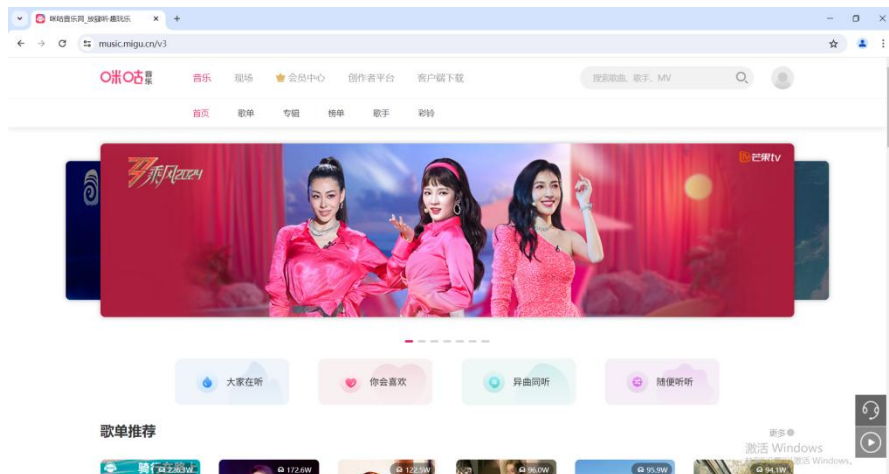 咪咕音乐网_放肆听·趣玩乐
music.migu.cn/v3
咪咕音乐
音乐 现场 会员中心 创作者平台 客户端下载
搜索歌曲、歌手、MV
首页 歌单 专辑 榜单 歌手 彩铃
乘风2024
芒果tv
大家在听 你会喜欢 异曲同听 随便听听
歌单推荐
更多
激活 Windows
172.6W 122.5W 96.0W 95.9W 94.1W